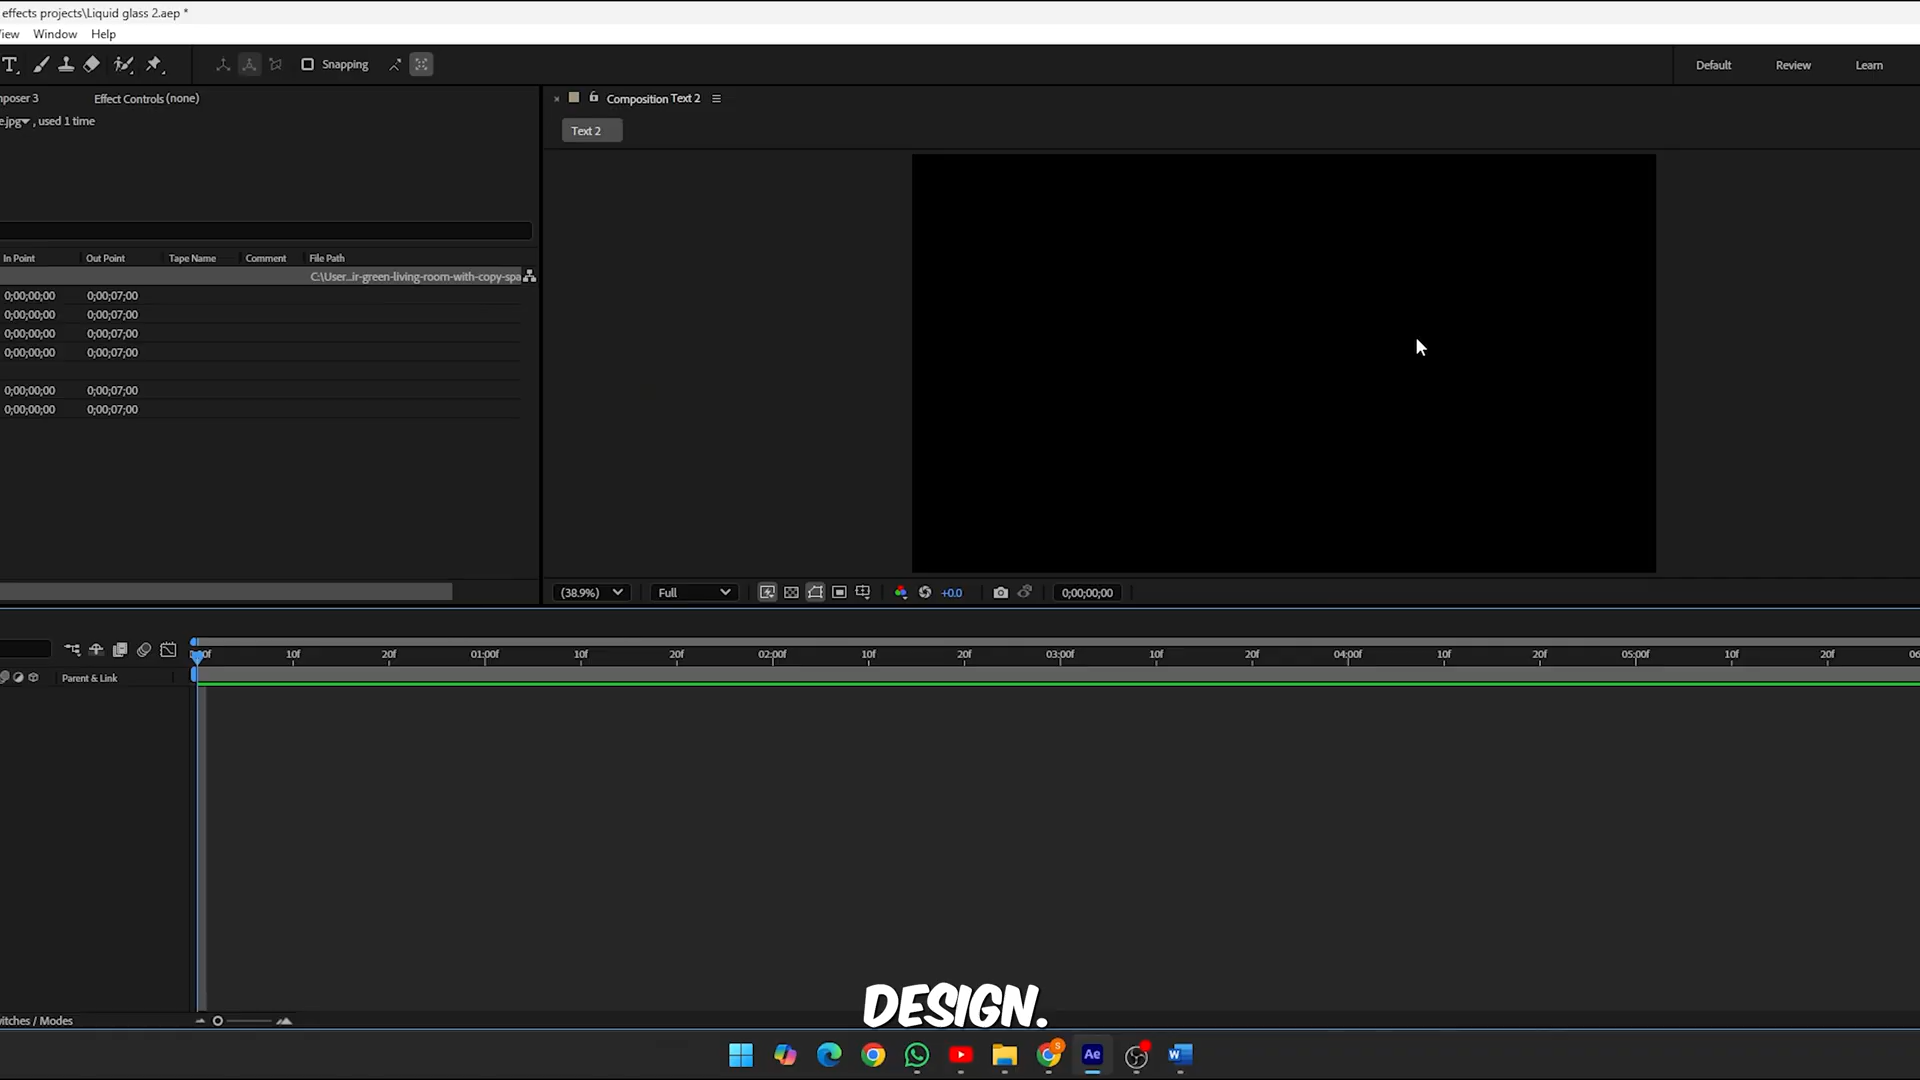 effects projects\Liquid glass 2.aep *
View Window Help
Snapping
Default Review Learn
mposer 3 Effect Controls (none)
e.jpg , used 1 time
Composition Text 2
Text 2
In Point Out Point Tape Name Comment File Path
C:\User...ir-green-living-room-with-copy-spa
0;00;00;00 0;00;07;00
0;00;00;00 0;00;07;00
0;00;00;00 0;00;07;00
0;00;00;00 0;00;07;00
0;00;00;00 0;00;07;00
0;00;00;00 0;00;07;00
(38.9%) Full +0.0 0;00;00;00
10f 20f 01:00f 10f 20f 02:00f 10f 20f 03:00f 10f 20f 04:00f 10f 20f 05:00f 10f 20f 06
Parent & Link
witches / Modes
DESIGN.
Ae